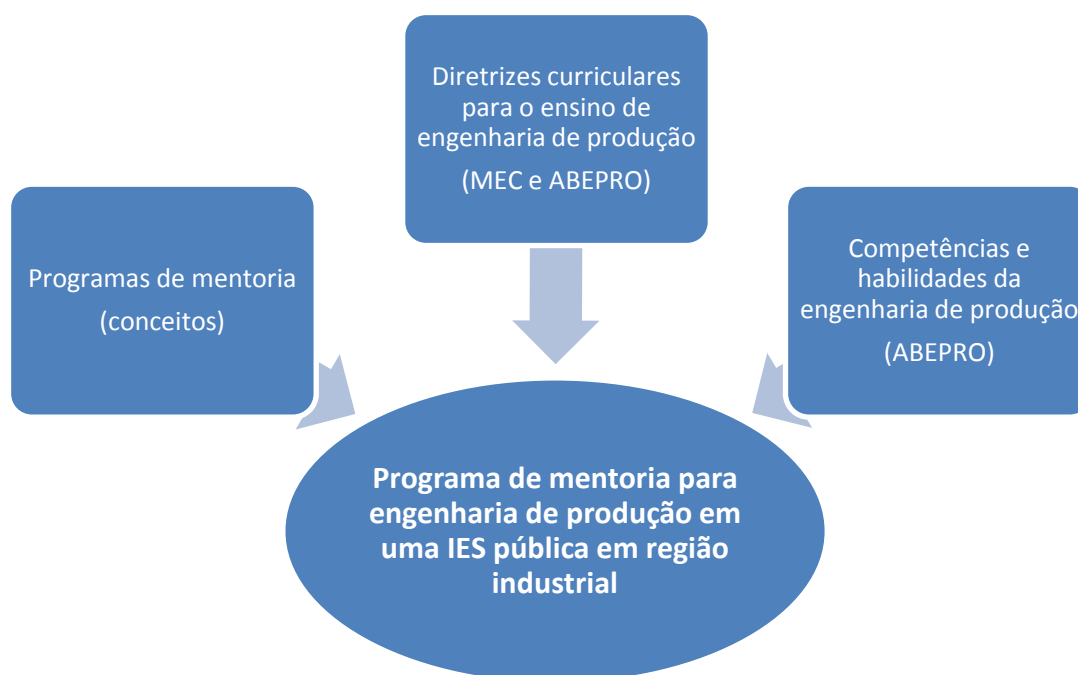 Diretrizes curriculares
para o ensino de
engenharia de produção
(MEC e ABEPRO)
Programas de mentoria
(conceitos)
Competências e
habilidades da
engenharia de produção
(ABEPRO)
Programa de mentoria para
engenharia de produção em
uma IES pública em região
industrial